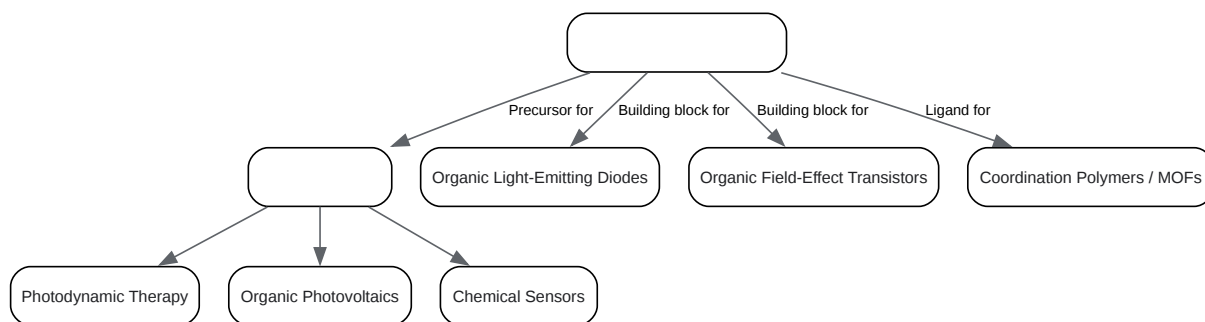 Precursor for
Building block for
Building block for
Ligand for
Organic Light-Emitting Diodes
Organic Field-Effect Transistors
Coordination Polymers / MOFs
Photodynamic Therapy
Organic Photovoltaics
Chemical Sensors